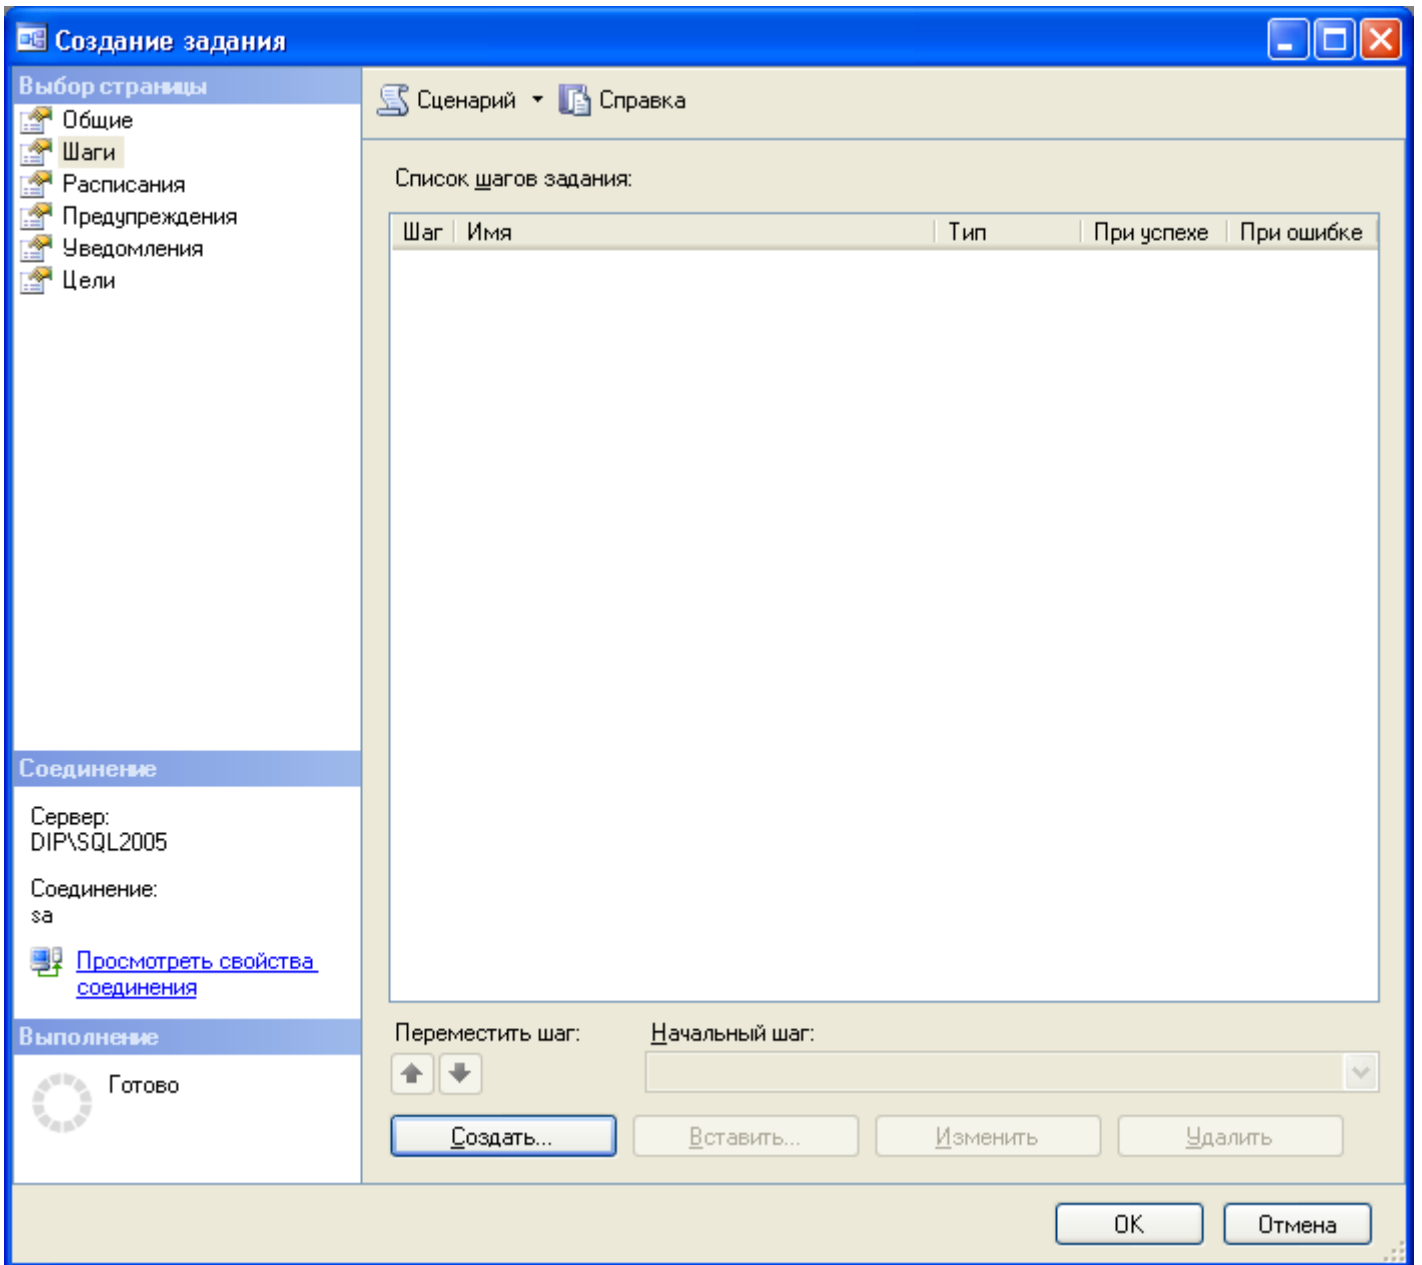 Создание задания
Выбор страницы
Общие
Шаги
Расписания
Предупреждения
Уведомления
Цели
Сценарий
Справка
Список шагов задания:
Шаг Имя Тип При успехе При ошибке
Соединение
Сервер:
DIP\SQL2005
Соединение:
sa
Просмотреть свойства
соединения
Выполнение
Готово
Переместить шаг:
Начальный шаг:
Создать...
Вставить...
Изменить
Удалить
OK
Отмена